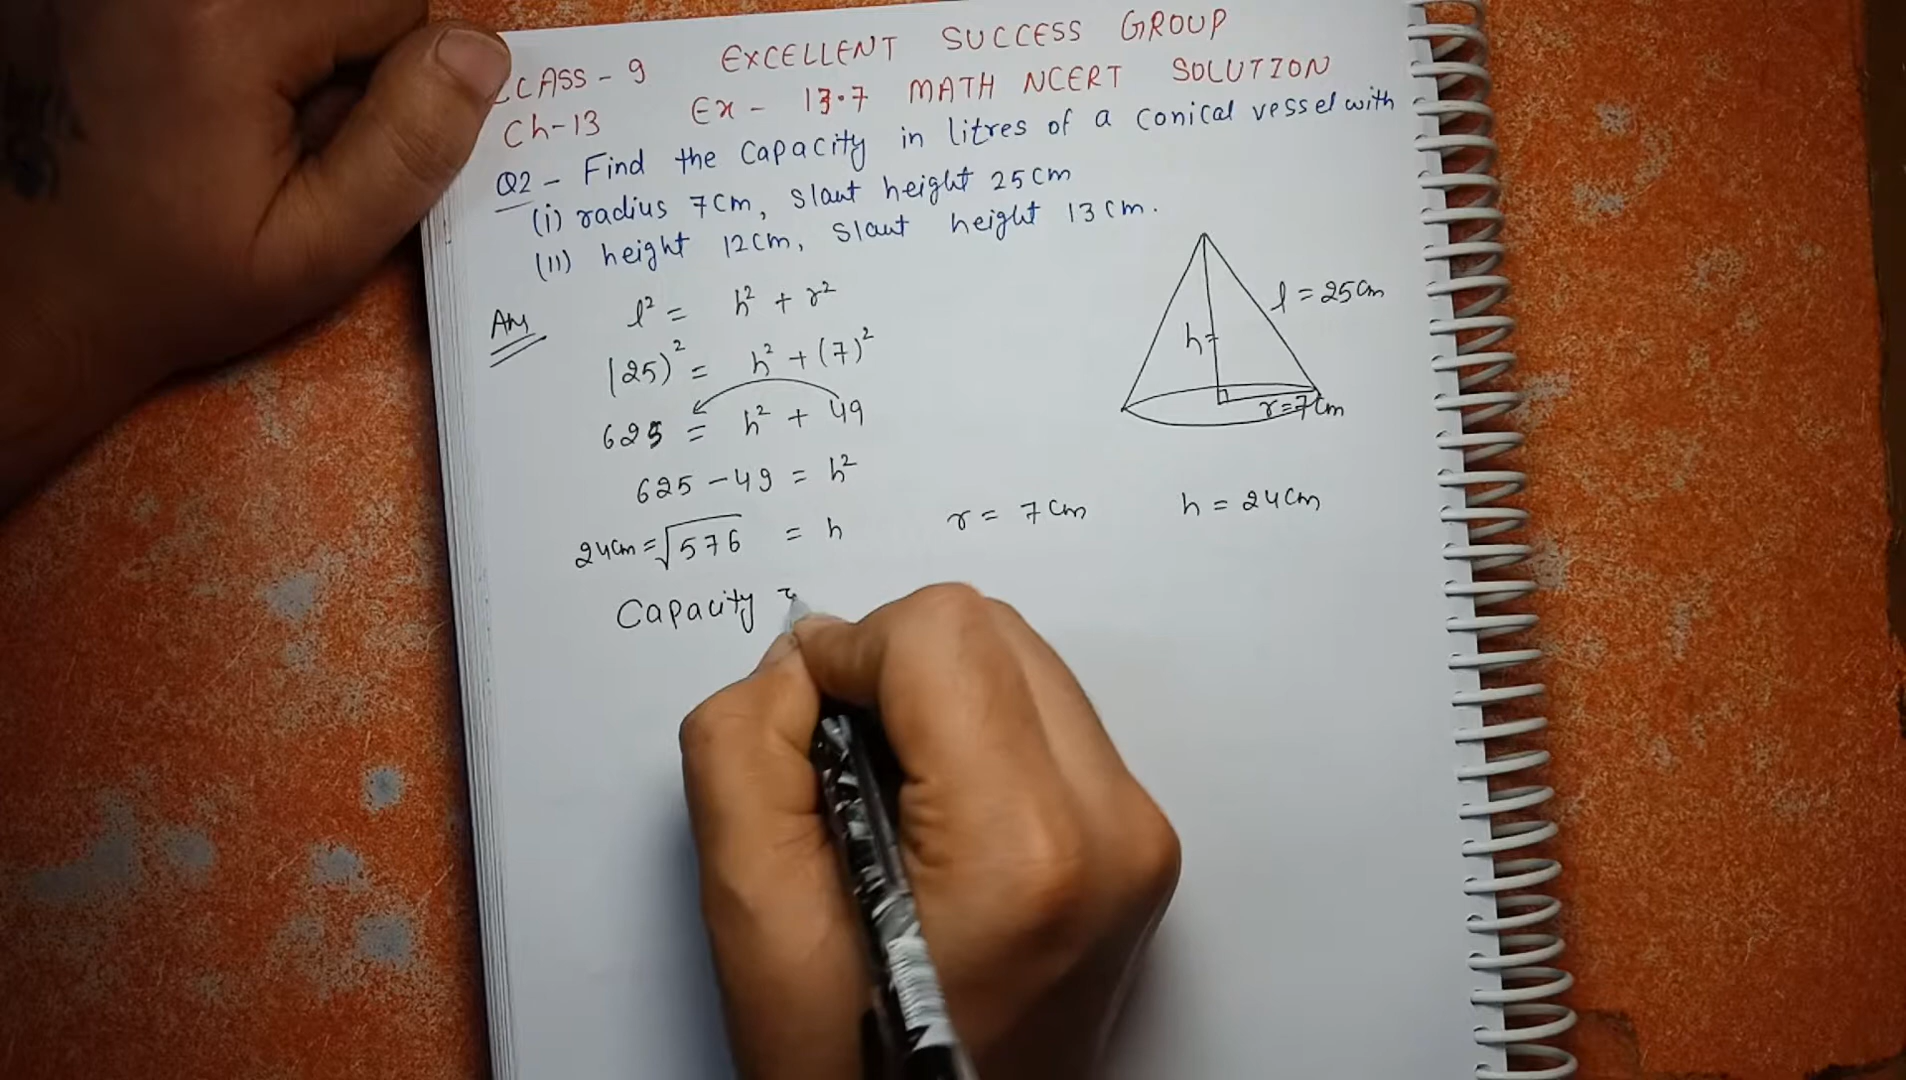 CLASS - 9 EXCELLENT SUCCESS GROUP
Ch-13 Ex - 13.7 MATH NCERT SOLUTION
Q2 - Find the Capacity in litres of a conical vessel with
(i) radius 7cm, slant height 25cm
(ii) height 12cm, slant height 13cm.
Ans
l² = h² + r²
(25)² = h² + (7)²
625 = h² + 49
625 - 49 = h²
24cm = √576 = h
r = 7cm h = 24cm
Capacity =
l = 25cm
h =
r = 7cm